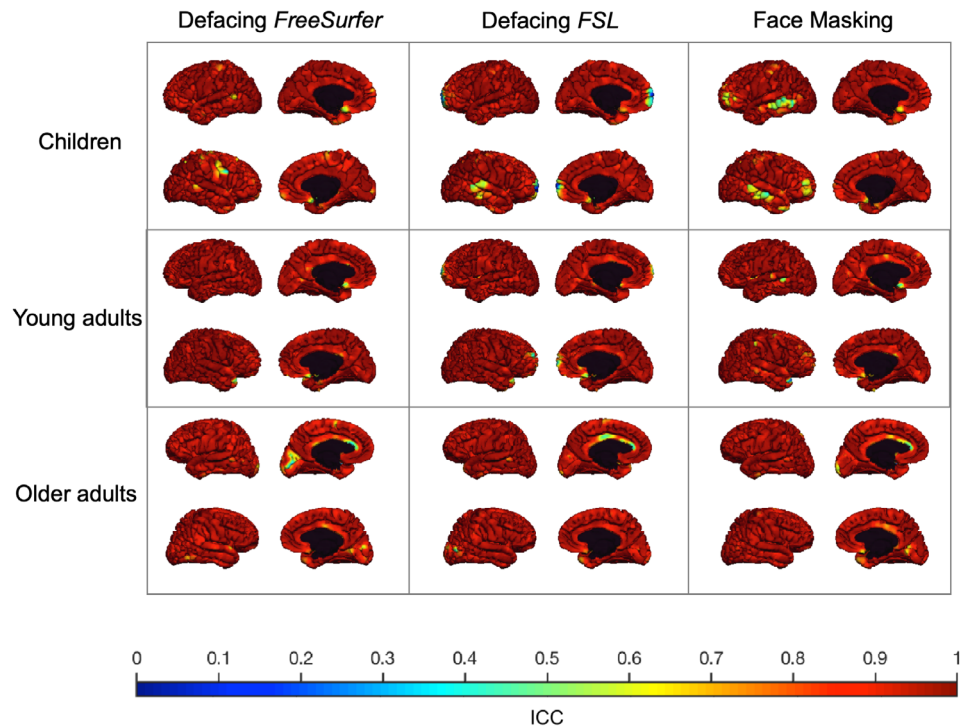 Defacing FreeSurfer
Defacing FSL
Face Masking
Children
Young adults
Older adults
0 0.1 0.2 0.3 0.4 0.5 0.6 0.7 0.8 0.9 1
ICC